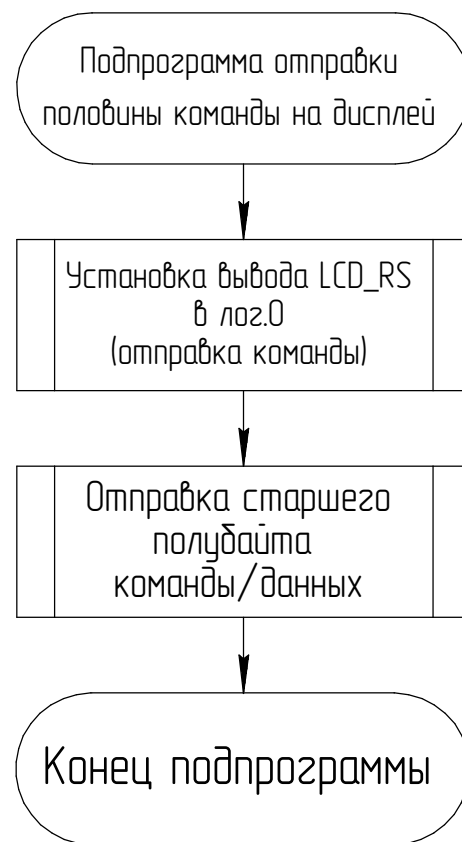 Подпрограмма отправки
половины команды на дисплей
Установка вывода LCD_RS
в лог.0
(отправка команды)
Отправка старшего
полубайта
команды/данных
Конец подпрограммы